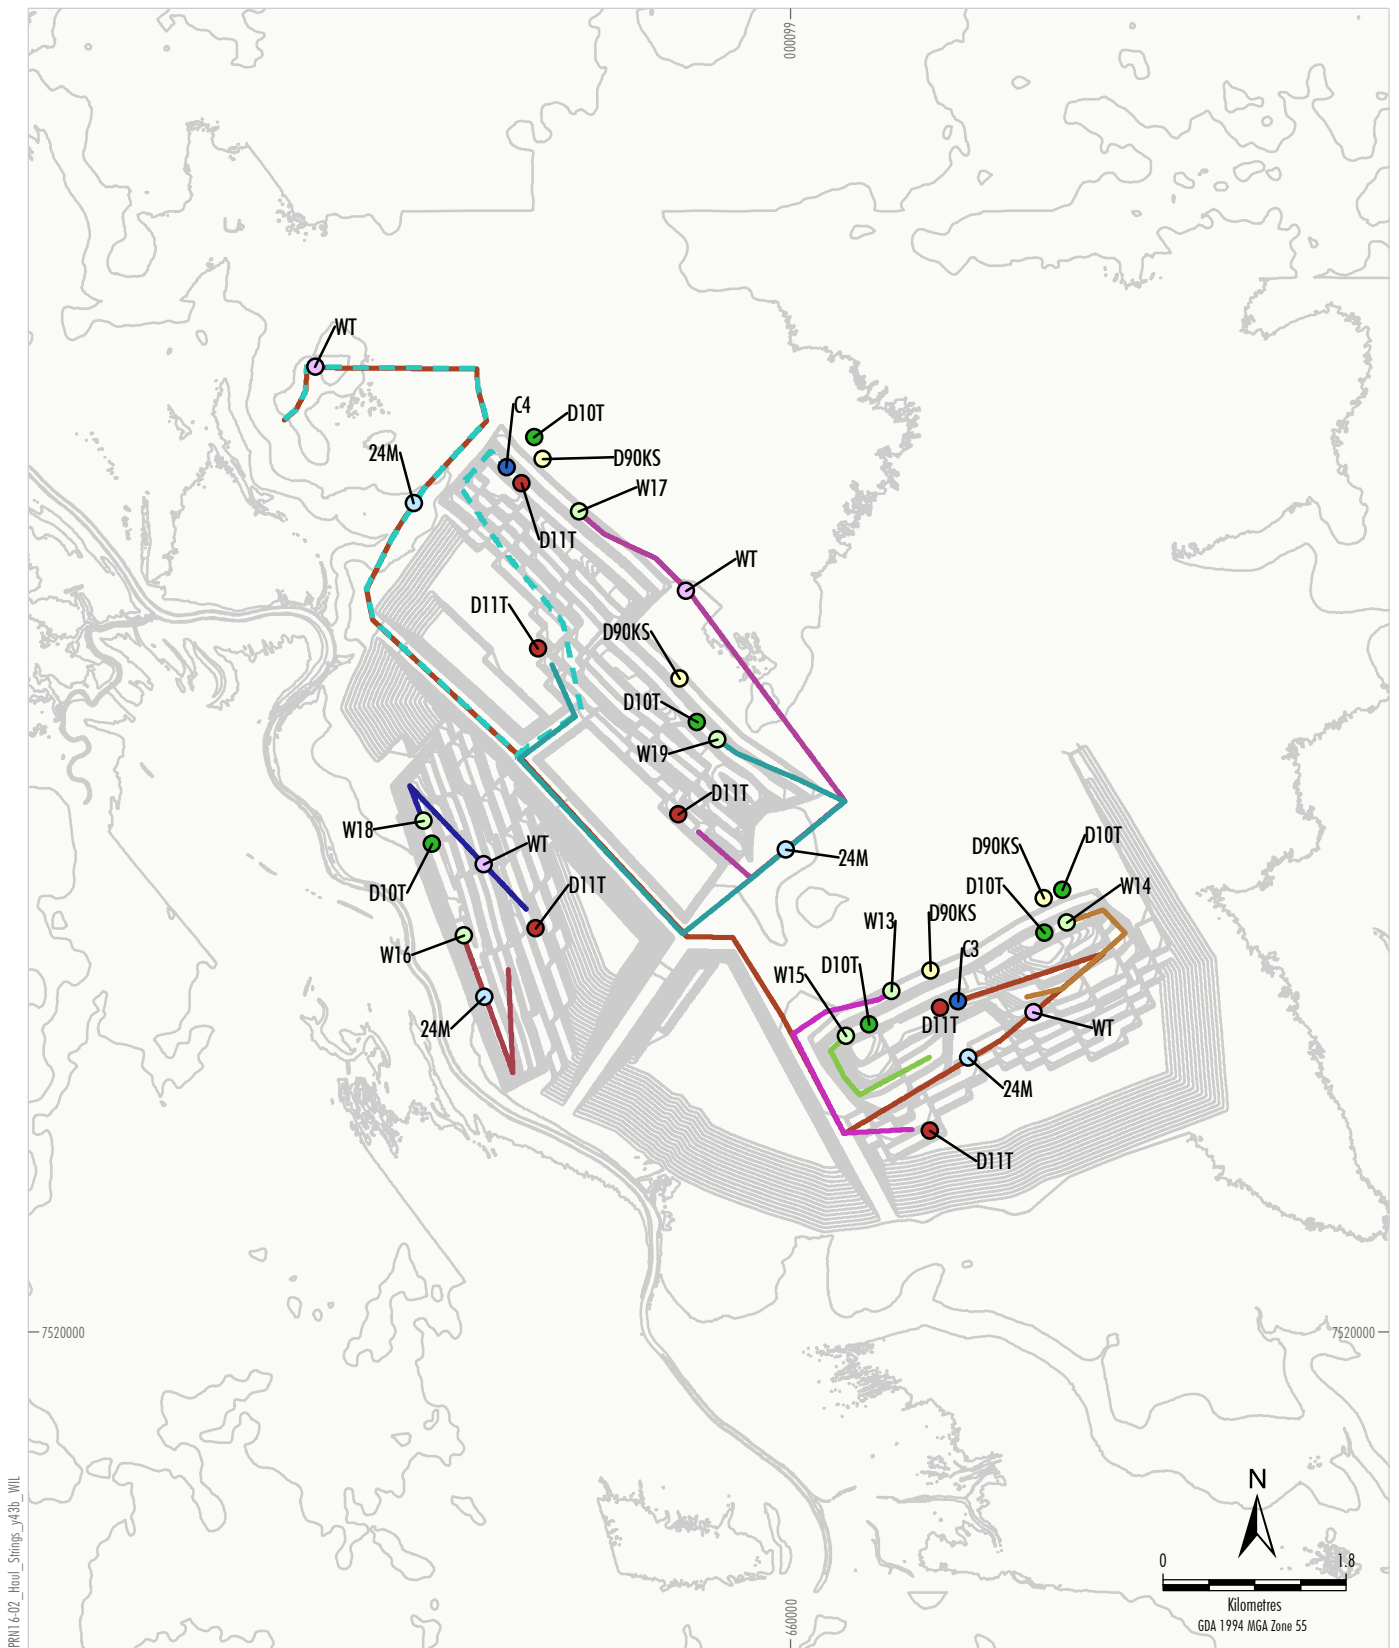 660000
WT
C4
D10T
24M
D90KS
W17
D11T
WT
D11T
D90KS
D10T
W19
D11T
W18
WT
24M
D10T
D90KS
D10T
D11T
D10T
W14
W13
D90KS
W16
C3
D10T
W15
24M
D11T
WT
24M
D11T
7520000
7520000
N
0
1.8
Kilometres
GDA 1994 MGA Zone 55
660000
PRN16-02_Haul_Strings_y43b_WIL